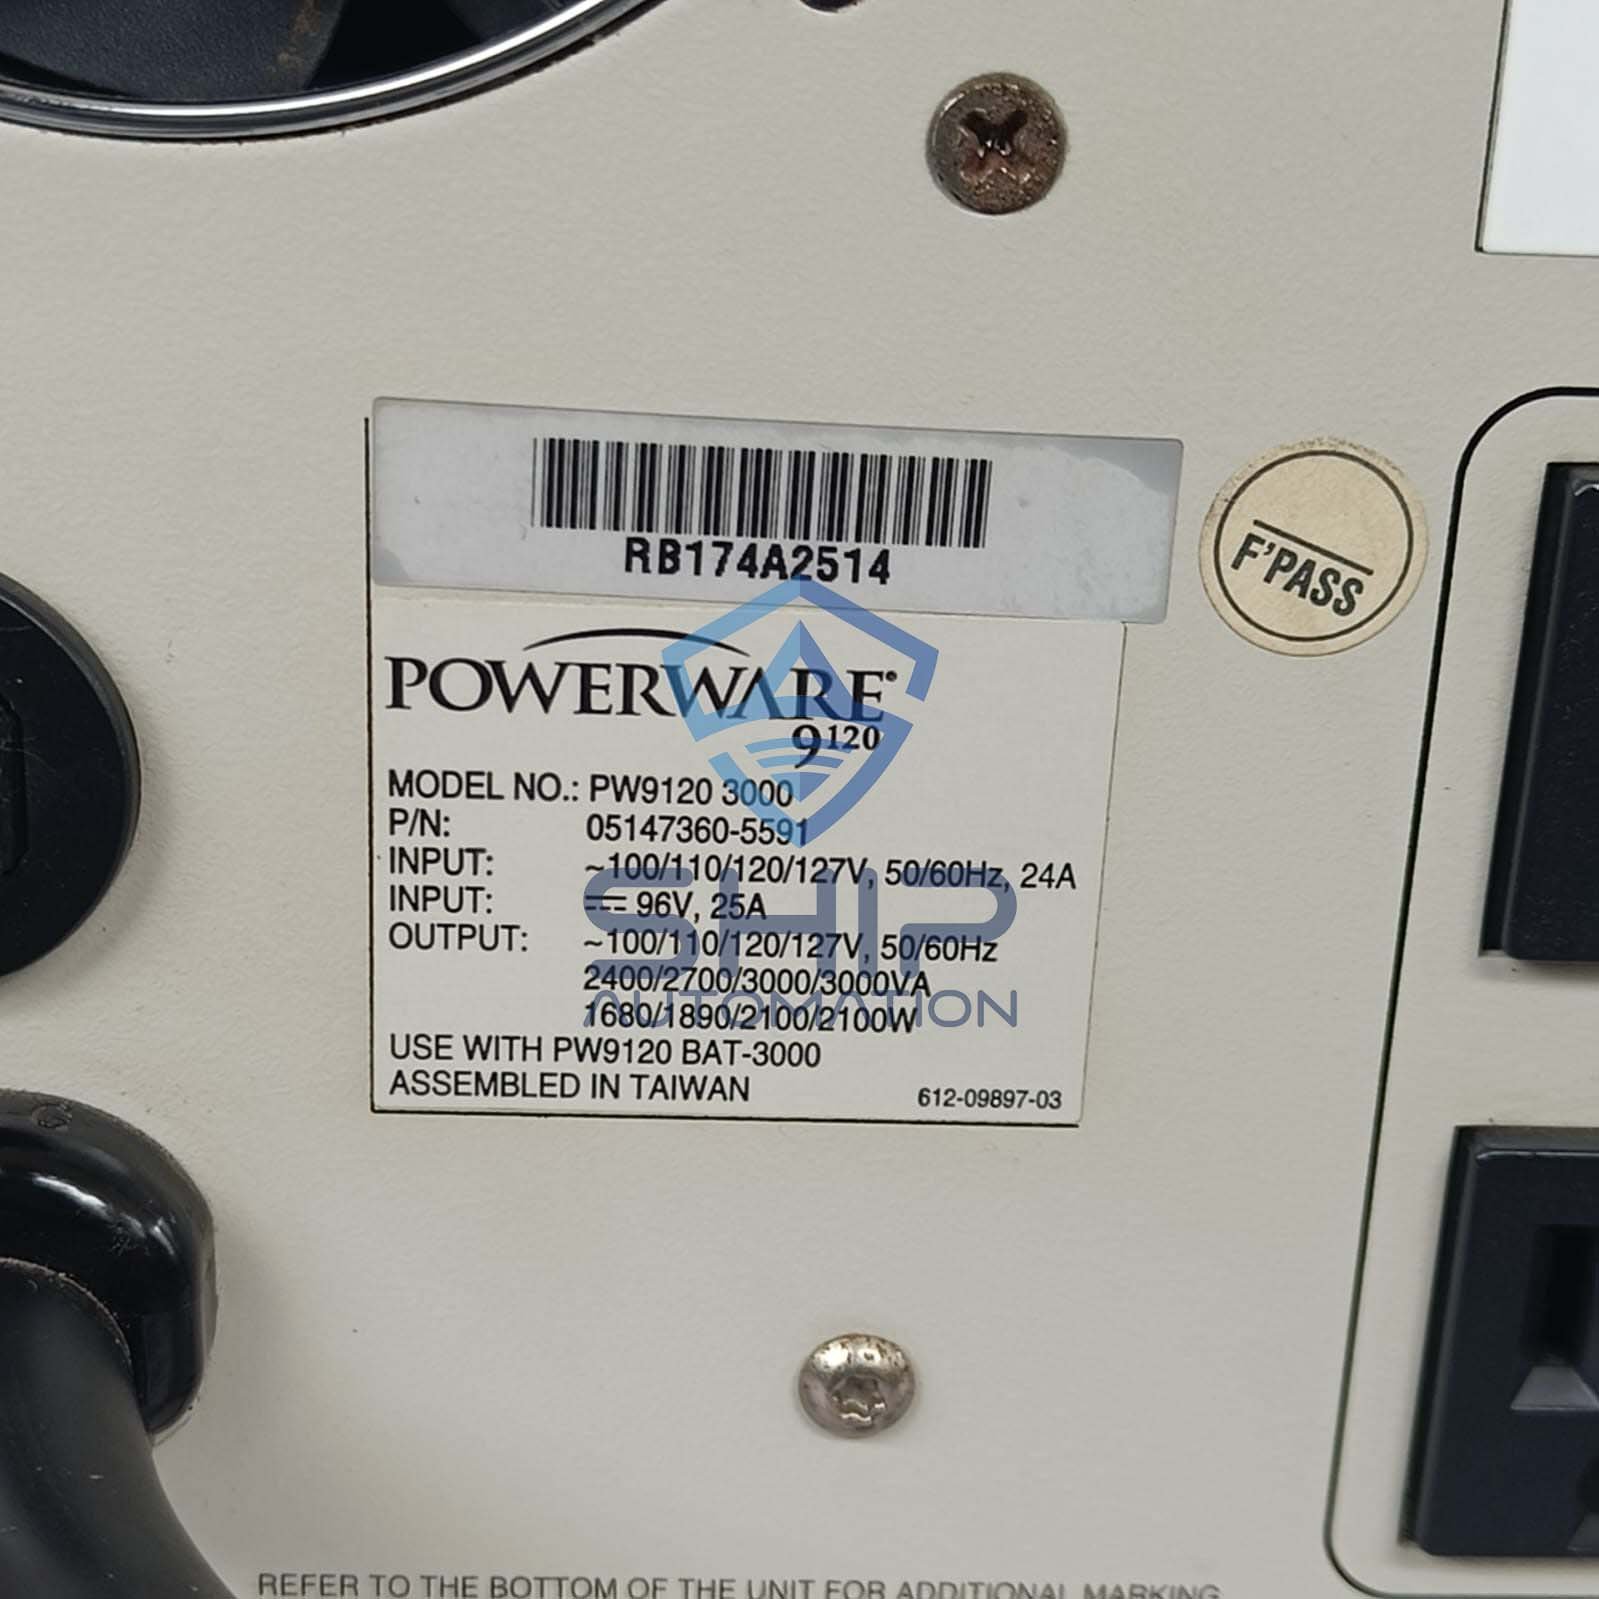 RB174A2514
F'PASS
POWERWARE®
9120
MODEL NO.: PW9120 3000
P/N: 05147360-5591
INPUT: ~100/110/120/127V, 50/60Hz, 24A
INPUT: ⎓ 96V, 25A
OUTPUT: ~100/110/120/127V, 50/60Hz
2400/2700/3000/3000VA
1680/1890/2100/2100W
USE WITH PW9120 BAT-3000
ASSEMBLED IN TAIWAN 612-09897-03
SHIP
AUTOMATION
REFER TO THE BOTTOM OF THE UNIT FOR ADDITIONAL MARKING